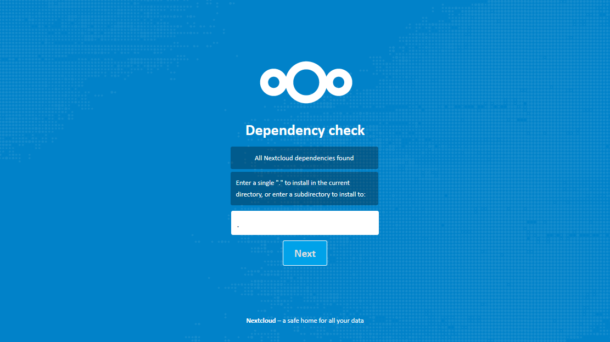 Dependency check
All Nextcloud dependencies found
Enter a single "." to install in the current
directory, or enter a subdirectory to install to:
.
Next
Nextcloud – a safe home for all your data